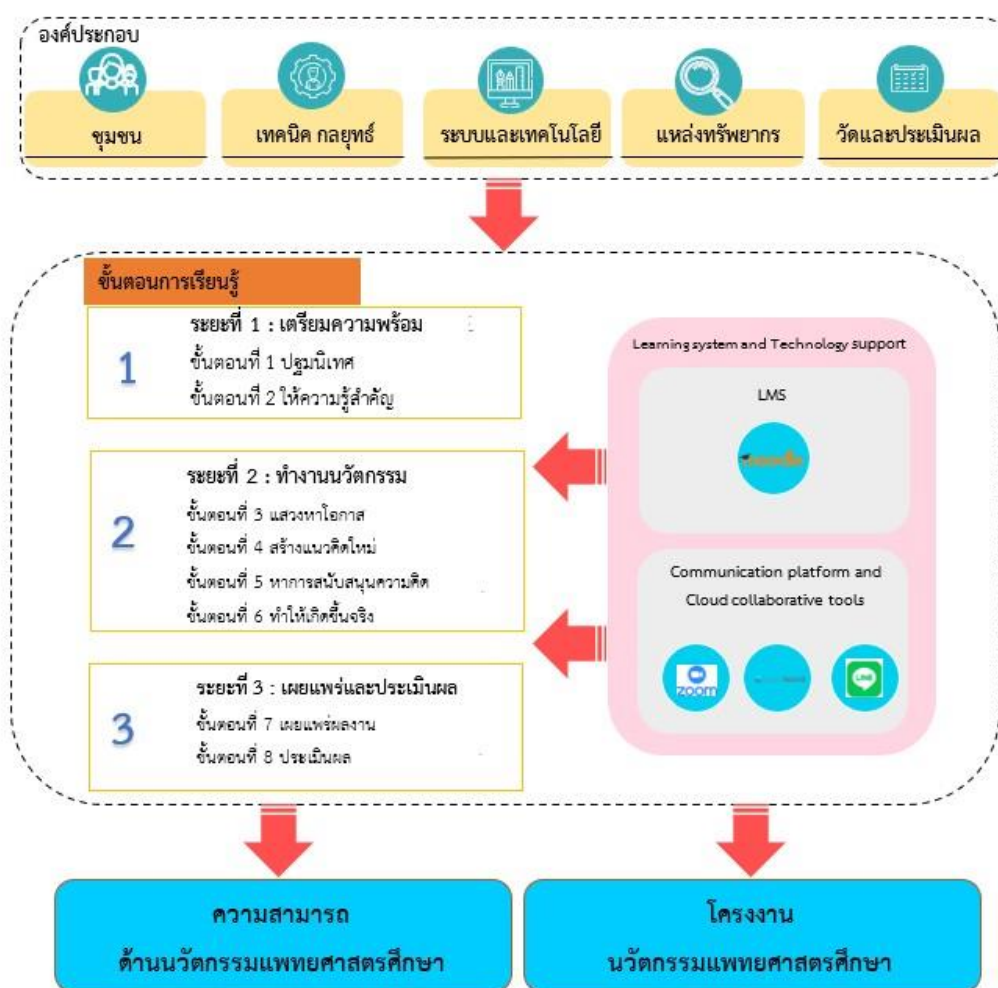 องค์ประกอบ
ชุมชน
เทคนิค กลยุทธ์
ระบบและเทคโนโลยี
แหล่งทรัพยากร
วัดและประเมินผล
ขั้นตอนการเรียนรู้
1
ระยะที่ 1 : เตรียมความพร้อม
ขั้นตอนที่ 1 ปฐมนิเทศ
ขั้นตอนที่ 2 ให้ความรู้สำคัญ
2
ระยะที่ 2 : ทำงานนวัตกรรม
ขั้นตอนที่ 3 แสวงหาโอกาส
ขั้นตอนที่ 4 สร้างแนวคิดใหม่
ขั้นตอนที่ 5 หาการสนับสนุนความคิด
ขั้นตอนที่ 6 ทำให้เกิดขึ้นจริง
3
ระยะที่ 3 : เผยแพร่และประเมินผล
ขั้นตอนที่ 7 เผยแพร่ผลงาน
ขั้นตอนที่ 8 ประเมินผล
Learning system and Technology support
LMS
moodle
Communication platform and
Cloud collaborative tools
zoom
LINE
ความสามารถ
ด้านนวัตกรรมแพทยศาสตรศึกษา
โครงงาน
นวัตกรรมแพทยศาสตรศึกษา